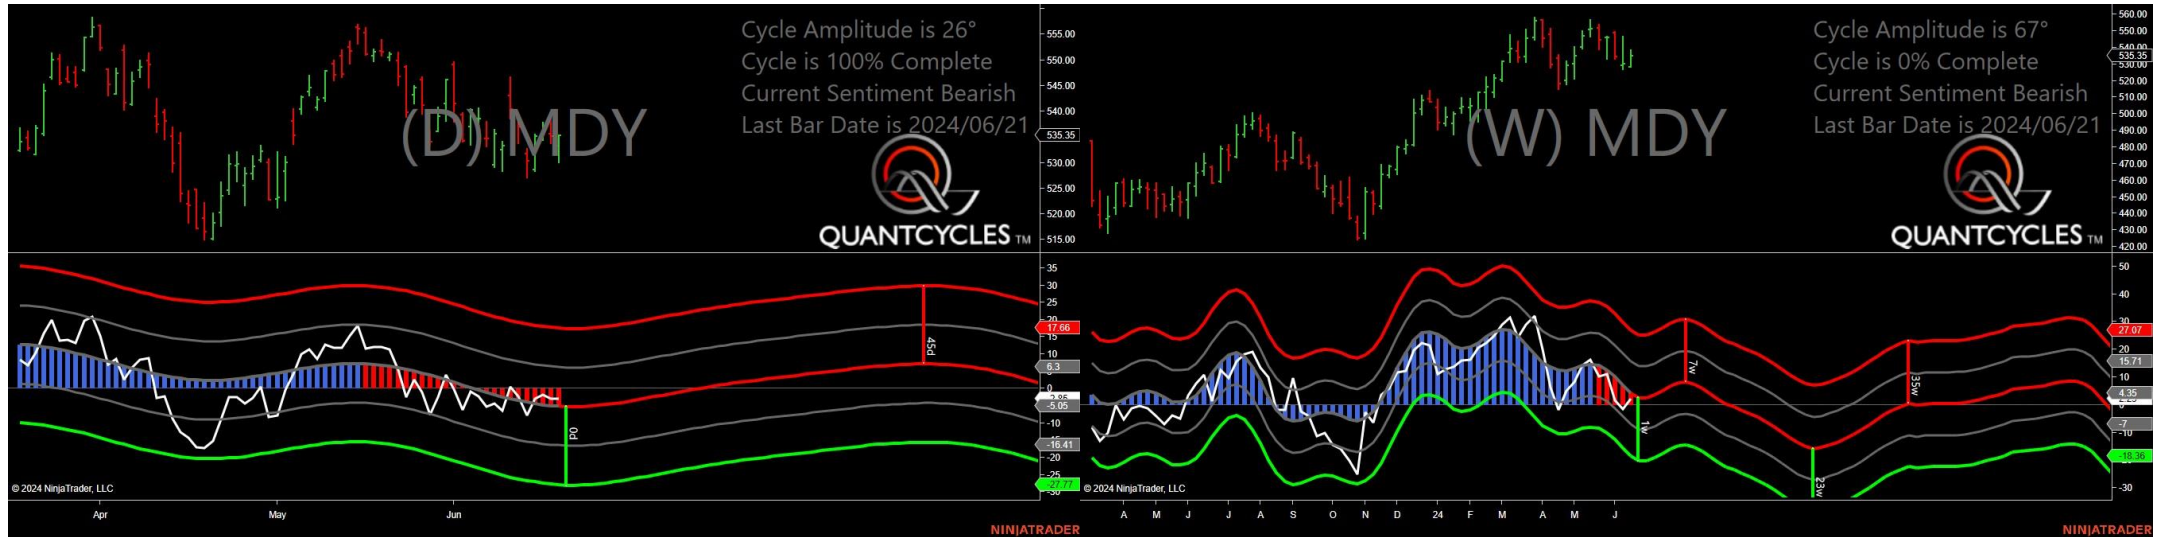 Cycle Amplitude is 26°
Cycle is 100% Complete
Current Sentiment Bearish
Last Bar Date is 2024/06/21
(D) MDY
QUANTCYCLES TM
555.00
550.00
545.00
540.00
535.35
530.00
525.00
520.00
515.00
35
30
25
20
17.66
15
10
6.3
0
-5.05
-10
-16.41
-20
-25
-27.77
-30
45d
0d
© 2024 NinjaTrader, LLC
Apr May Jun
NINJATRADER
Cycle Amplitude is 67°
Cycle is 0% Complete
Current Sentiment Bearish
Last Bar Date is 2024/06/21
(W) MDY
QUANTCYCLES TM
560.00
550.00
540.00
535.35
530.00
520.00
510.00
500.00
490.00
480.00
470.00
460.00
450.00
440.00
430.00
420.00
50
40
30
27.07
20
15.71
10
4.35
0
-7
-10
-18.36
-30
1w
7w
23w
35w
© 2024 NinjaTrader, LLC
A M J J A S O N D 24 F M A M J
NINJATRADER